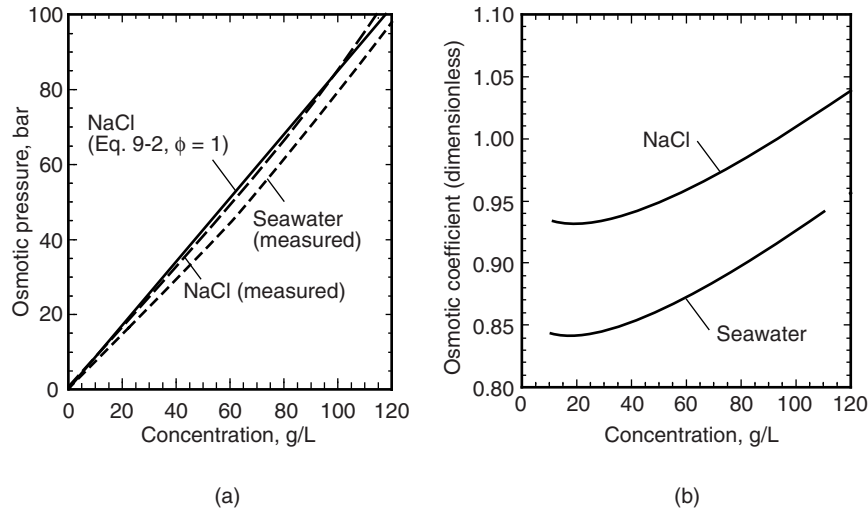 100
80
60
40
20
0
Osmotic pressure, bar
NaCl
(Eq. 9-2, ϕ = 1)
Seawater
(measured)
NaCl (measured)
0 20 40 60 80 100 120
Concentration, g/L
(a)
1.10
1.05
1.00
0.95
0.90
0.85
0.80
Osmotic coefficient (dimensionless)
NaCl
Seawater
0 20 40 60 80 100 120
Concentration, g/L
(b)